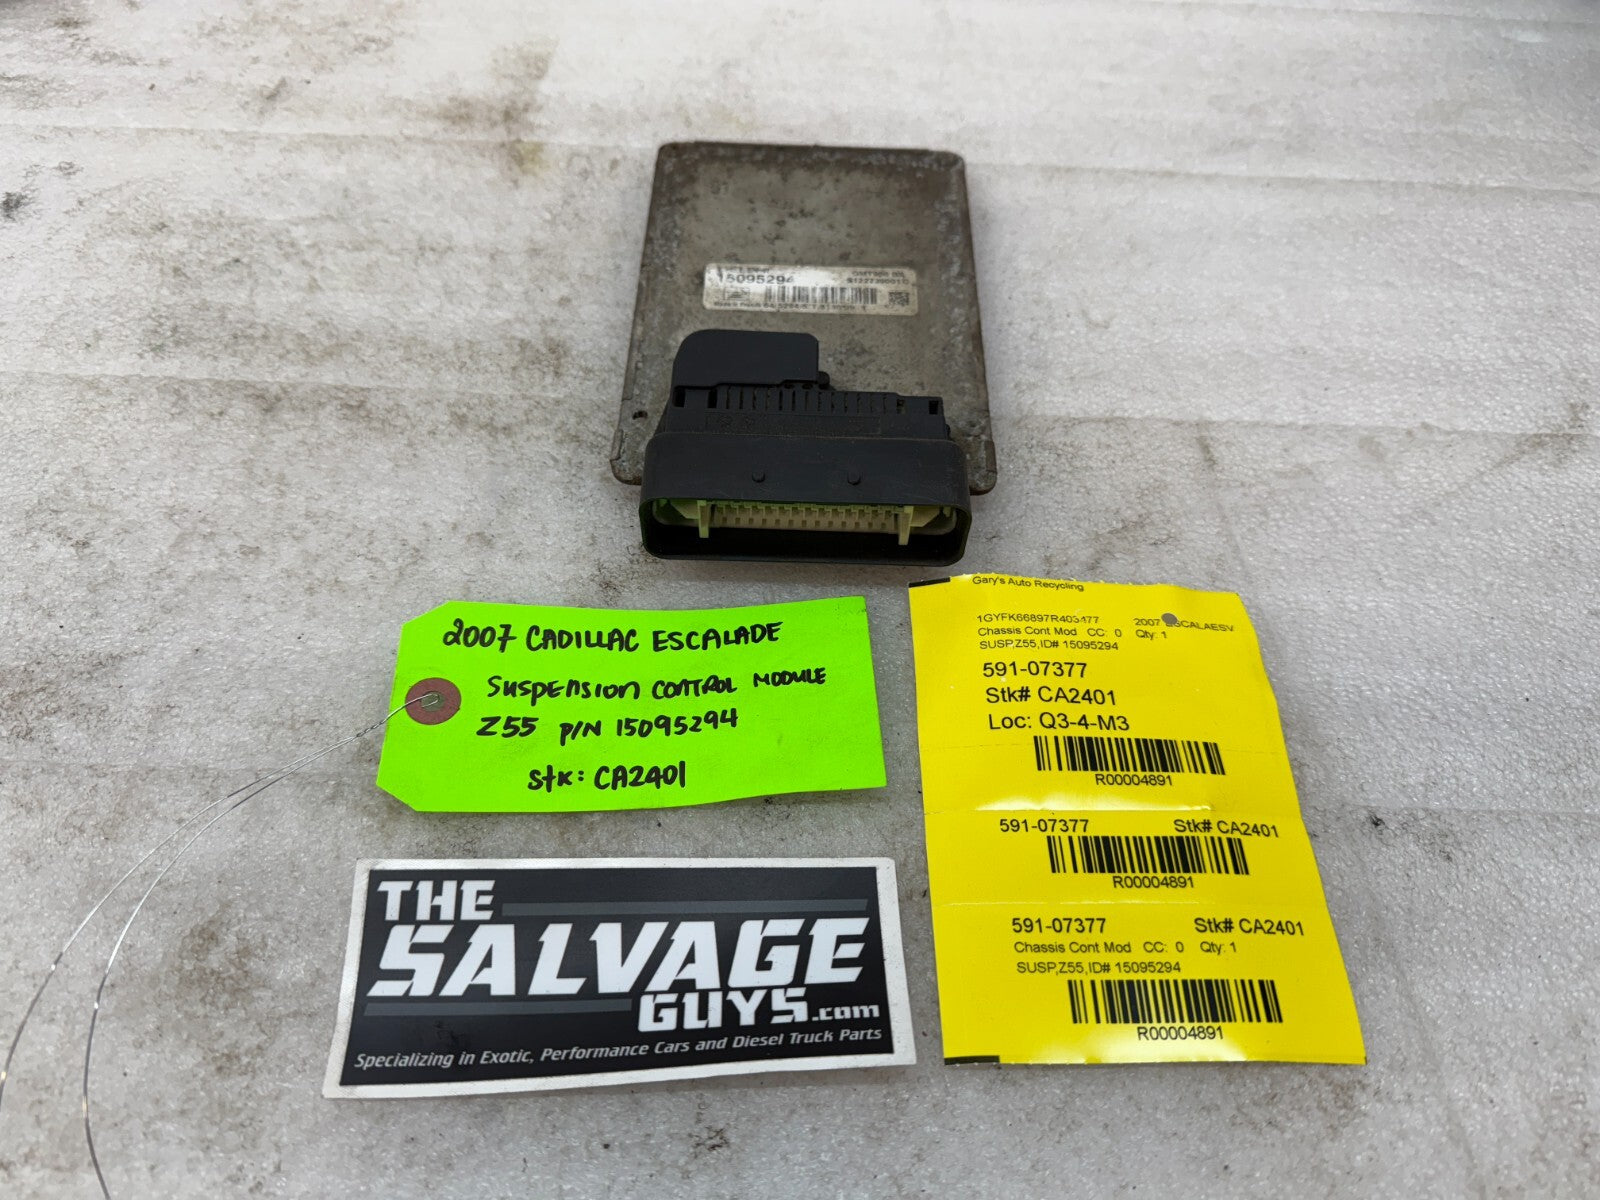 15095294
2007 CADILLAC ESCALADE
SUSPENSION CONTROL MODULE
Z55 P/N 15095294
Stk: CA2401
THE
SALVAGE
GUYS.com
Specializing in Exotic, Performance Cars and Diesel Truck Parts
Gary's Auto Recycling
1GYFK66897R403477 2007
Chassis Cont Mod CC: 0 Qty: 1
SUSP,Z55,ID# 15095294
591-07377
Stk# CA2401
Loc: Q3-4-M3
R00004891
591-07377 Stk# CA2401
R00004891
591-07377 Stk# CA2401
Chassis Cont Mod CC: 0 Qty: 1
SUSP,Z55,ID# 15095294
R00004891